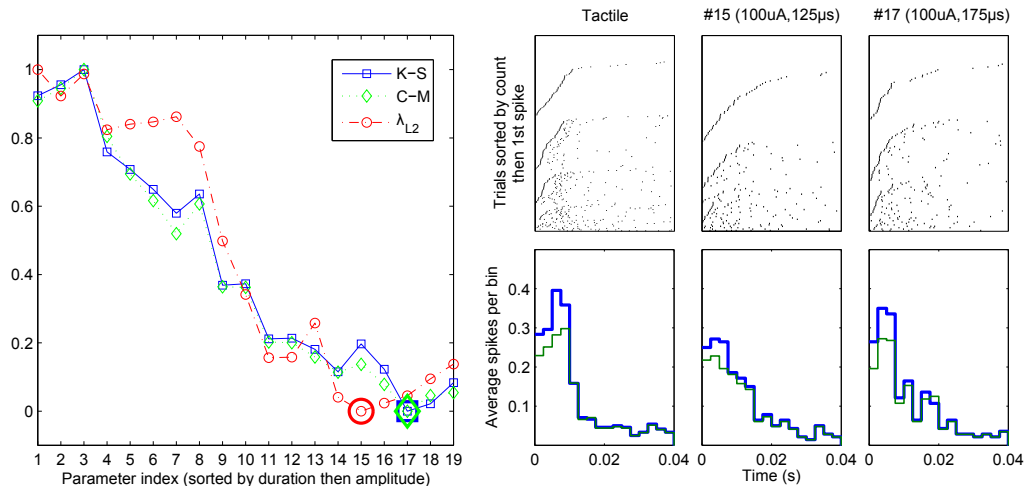 1
0.8
0.6
0.4
0.2
0
1 2 3 4 5 6 7 8 9 10 11 12 13 14 15 16 17 18 19
Parameter index (sorted by duration then amplitude)
K−S
C−M
λL2
Tactile
#15 (100uA,125μs)
#17 (100uA,175μs)
Trials sorted by count
then 1st spike
Average spikes per bin
0.4
0.3
0.2
0.1
0 0.02 0.04
0 0.02 0.04
0 0.02 0.04
Time (s)